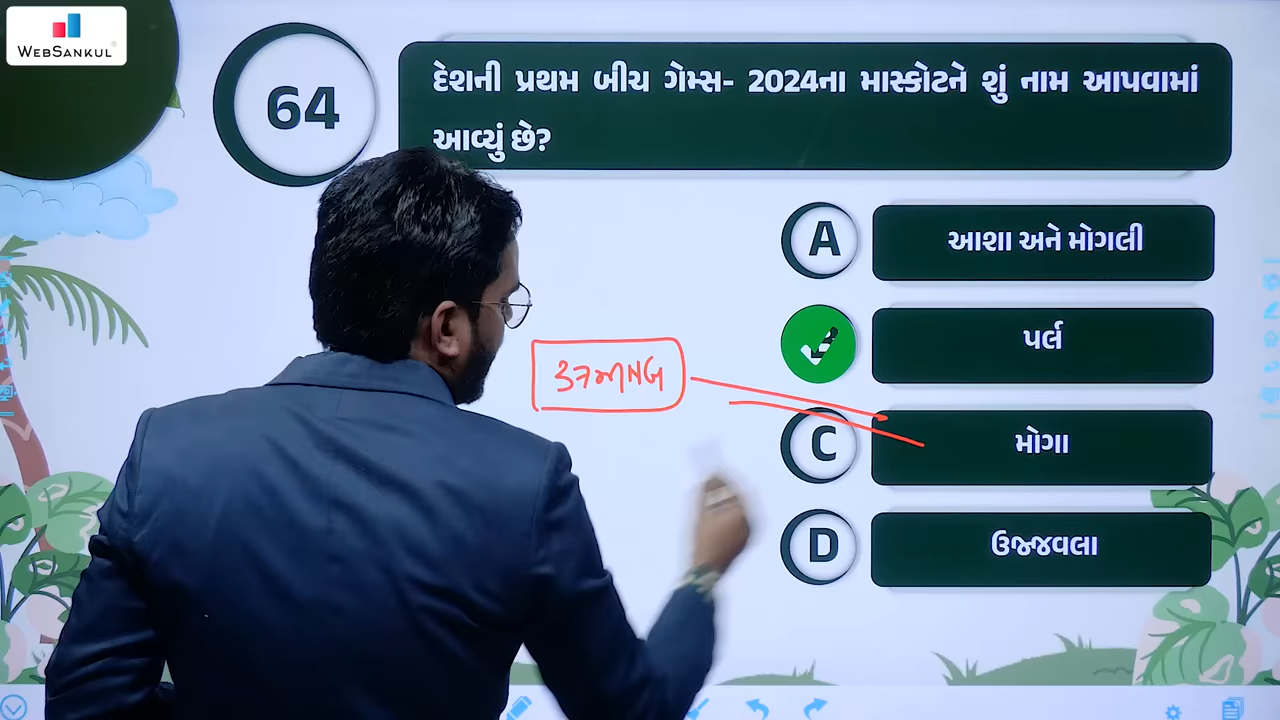 WEBSANKUL
64
દેશની પ્રથમ બીચ ગેમ્સ- 2024ના માસ્કોટને શું નામ આપવામાં
આવ્યું છે?
A
આશા અને મોગલી
પર્લ
C
મોગા
D
ઉજ્જવલા